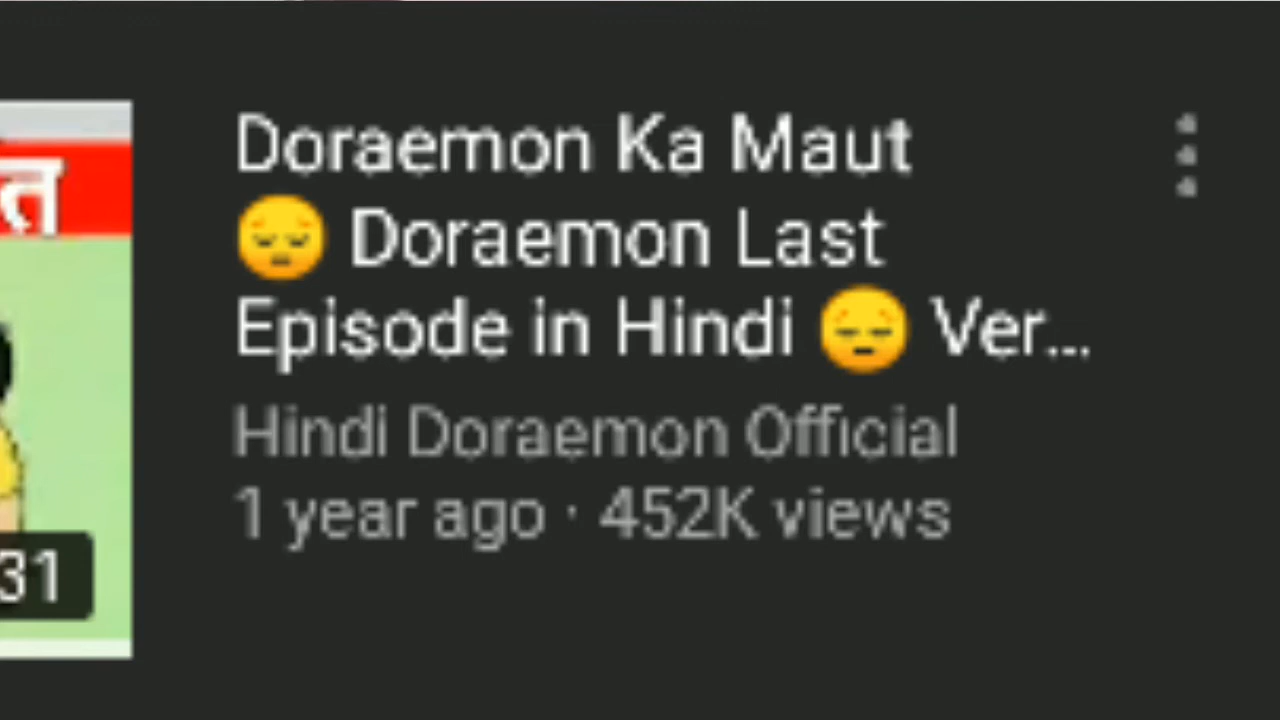 Doraemon Ka Maut
😔 Doraemon Last
Episode in Hindi 😔 Ver...
Hindi Doraemon Official
1 year ago · 452K views
31